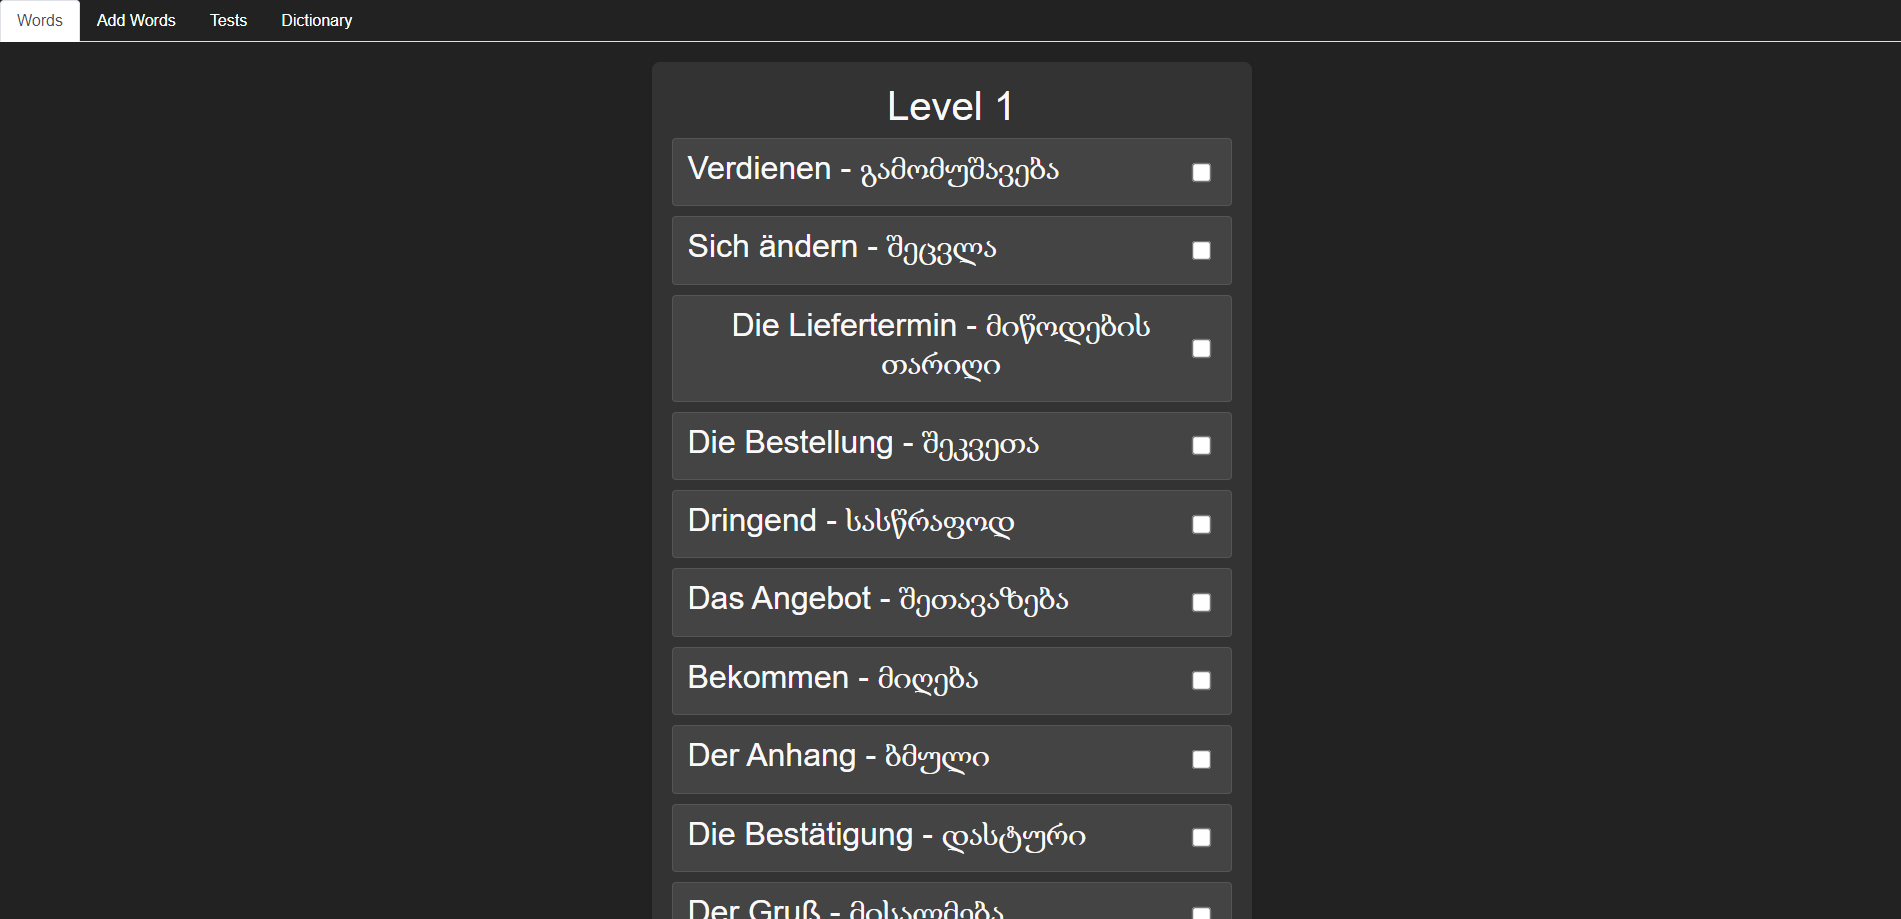 Words Add Words Tests Dictionary
Level 1
Verdienen - გამომუშავება
Sich ändern - შეცვლა
Die Liefertermin - მიწოდების
თარიღი
Die Bestellung - შეკვეთა
Dringend - სასწრაფოდ
Das Angebot - შეთავაზება
Bekommen - მიღება
Der Anhang - ბმული
Die Bestätigung - დასტური
Der Gruß - მისალმება